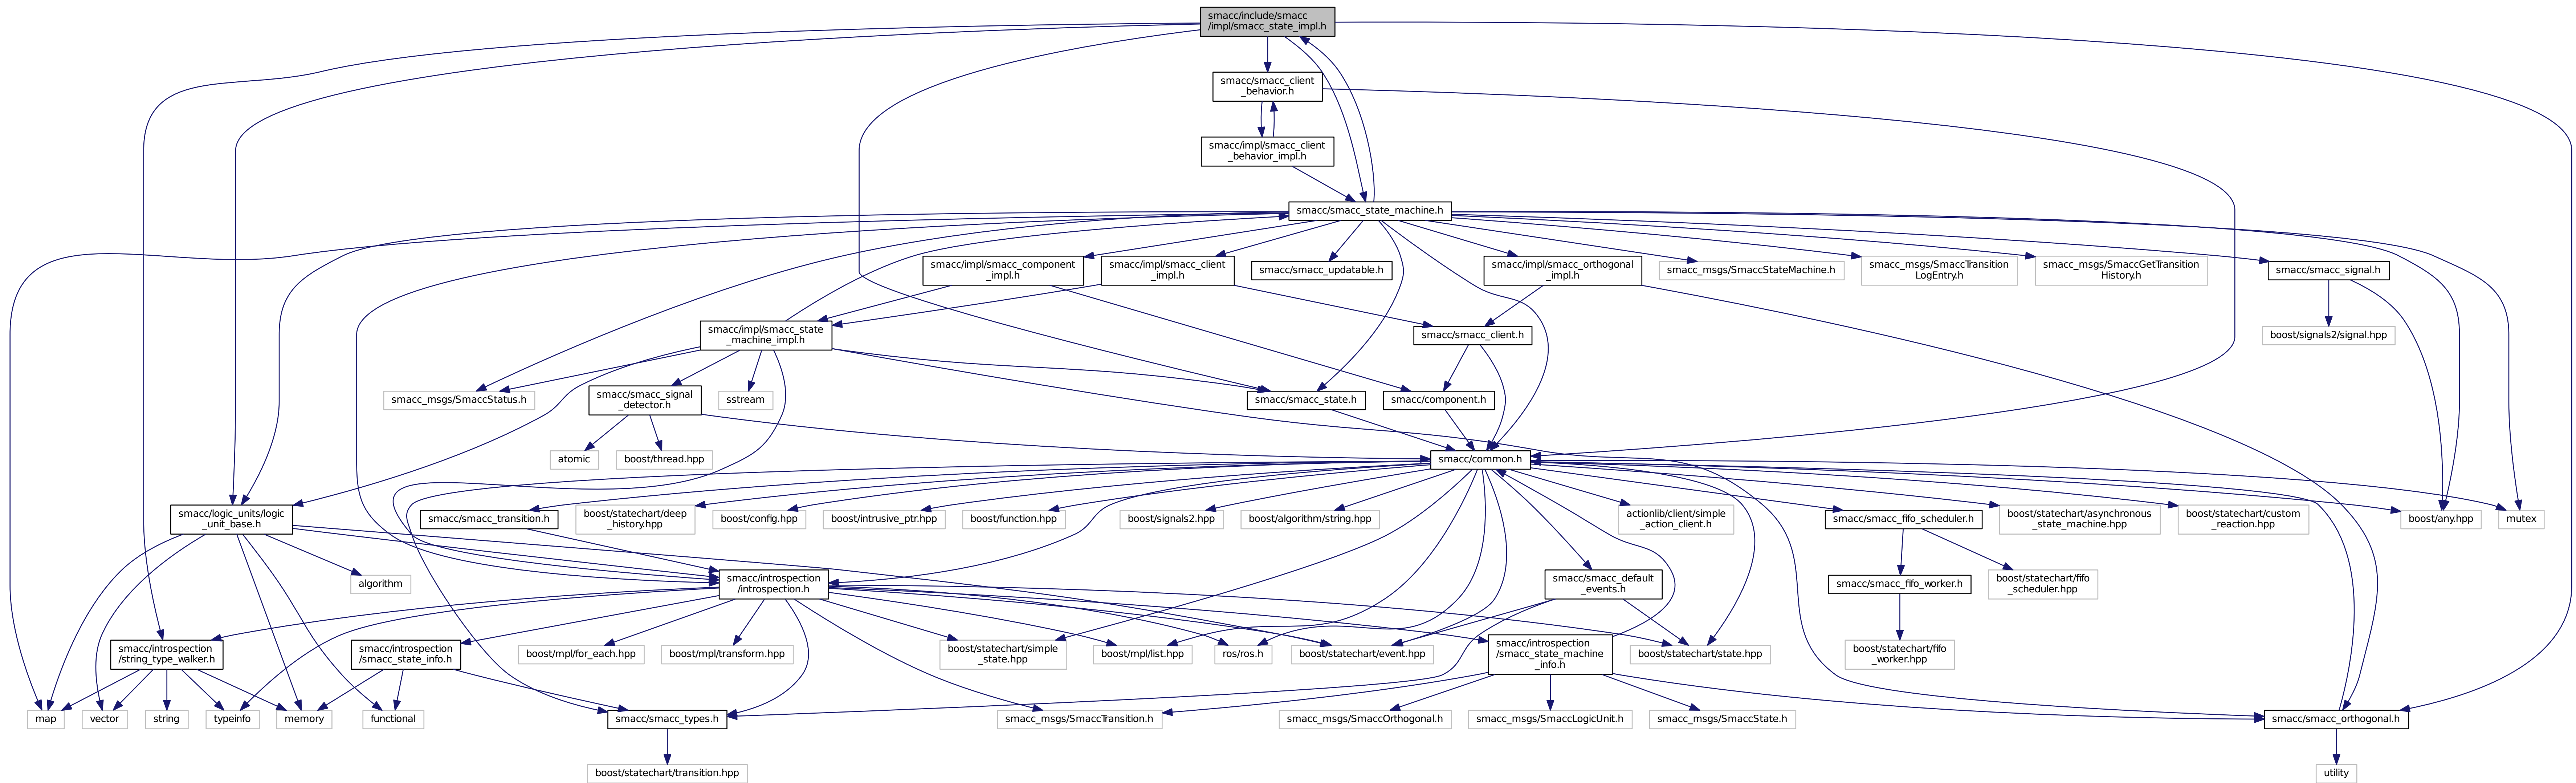 smacc/include/smacc
/impl/smacc_state_impl.h
smacc/smacc_client
_behavior.h
smacc/impl/smacc_client
_behavior_impl.h
smacc/smacc_state_machine.h
smacc/impl/smacc_component
_impl.h
smacc/impl/smacc_client
_impl.h
smacc/smacc_updatable.h
smacc/impl/smacc_orthogonal
_impl.h
smacc_msgs/SmaccStateMachine.h
smacc_msgs/SmaccTransition
LogEntry.h
smacc_msgs/SmaccGetTransition
History.h
smacc/smacc_signal.h
smacc/impl/smacc_state
_machine_impl.h
smacc/smacc_client.h
boost/signals2/signal.hpp
smacc_msgs/SmaccStatus.h
smacc/smacc_signal
_detector.h
sstream
smacc/smacc_state.h
smacc/component.h
atomic
boost/thread.hpp
smacc/common.h
smacc/logic_units/logic
_unit_base.h
smacc/smacc_transition.h
boost/statechart/deep
_history.hpp
boost/config.hpp
boost/intrusive_ptr.hpp
boost/function.hpp
boost/signals2.hpp
boost/algorithm/string.hpp
actionlib/client/simple
_action_client.h
smacc/smacc_fifo_scheduler.h
boost/statechart/asynchronous
_state_machine.hpp
boost/statechart/custom
_reaction.hpp
boost/any.hpp
mutex
algorithm
smacc/introspection
/introspection.h
smacc/smacc_default
_events.h
smacc/smacc_fifo_worker.h
boost/statechart/fifo
_scheduler.hpp
smacc/introspection
/string_type_walker.h
smacc/introspection
/smacc_state_info.h
boost/mpl/for_each.hpp
boost/mpl/transform.hpp
boost/statechart/simple
_state.hpp
boost/mpl/list.hpp
ros/ros.h
boost/statechart/event.hpp
smacc/introspection
/smacc_state_machine
_info.h
boost/statechart/state.hpp
boost/statechart/fifo
_worker.hpp
map
vector
string
typeinfo
memory
functional
smacc/smacc_types.h
smacc_msgs/SmaccTransition.h
smacc_msgs/SmaccOrthogonal.h
smacc_msgs/SmaccLogicUnit.h
smacc_msgs/SmaccState.h
smacc/smacc_orthogonal.h
boost/statechart/transition.hpp
utility